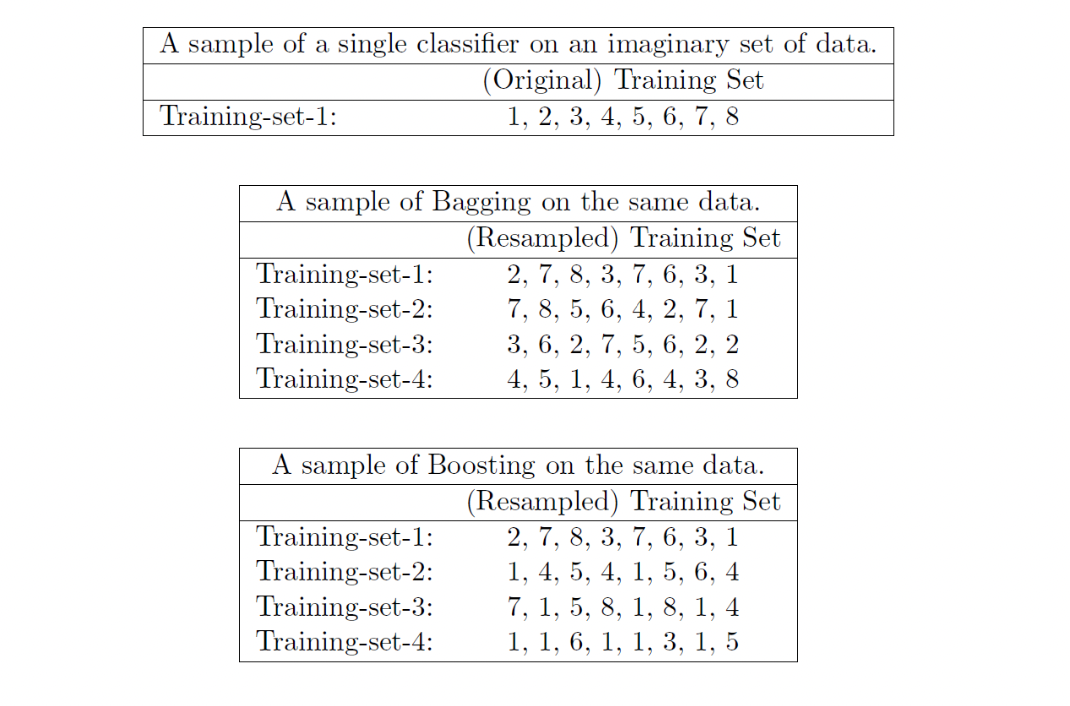 A sample of a single classifier on an imaginary set of data.
(Original) Training Set
Training-set-1: 1, 2, 3, 4, 5, 6, 7, 8
A sample of Bagging on the same data.
(Resampled) Training Set
Training-set-1: 2, 7, 8, 3, 7, 6, 3, 1
Training-set-2: 7, 8, 5, 6, 4, 2, 7, 1
Training-set-3: 3, 6, 2, 7, 5, 6, 2, 2
Training-set-4: 4, 5, 1, 4, 6, 4, 3, 8
A sample of Boosting on the same data.
(Resampled) Training Set
Training-set-1: 2, 7, 8, 3, 7, 6, 3, 1
Training-set-2: 1, 4, 5, 4, 1, 5, 6, 4
Training-set-3: 7, 1, 5, 8, 1, 8, 1, 4
Training-set-4: 1, 1, 6, 1, 1, 3, 1, 5